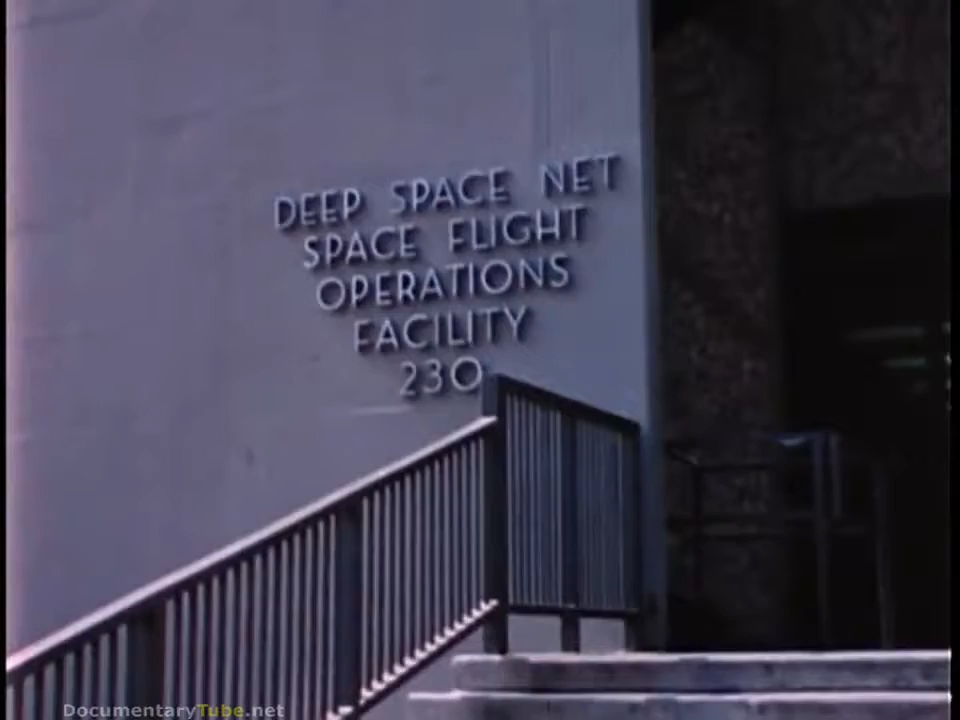 DEEP SPACE NET
SPACE FLIGHT
OPERATIONS
FACILITY
230
DocumentaryTube.net